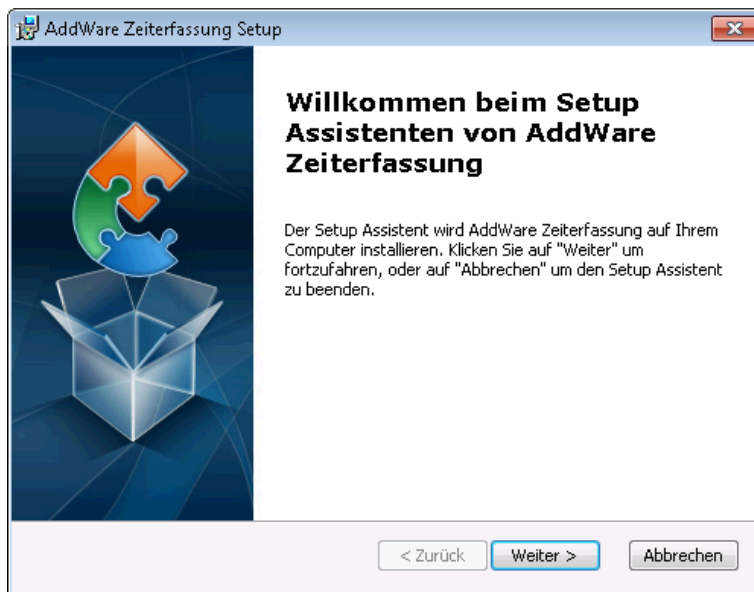 AddWare Zeiterfassung Setup
Willkommen beim Setup
Assistenten von AddWare
Zeiterfassung
Der Setup Assistent wird AddWare Zeiterfassung auf Ihrem
Computer installieren. Klicken Sie auf "Weiter" um
fortzufahren, oder auf "Abbrechen" um den Setup Assistent
zu beenden.
< Zurück Weiter > Abbrechen